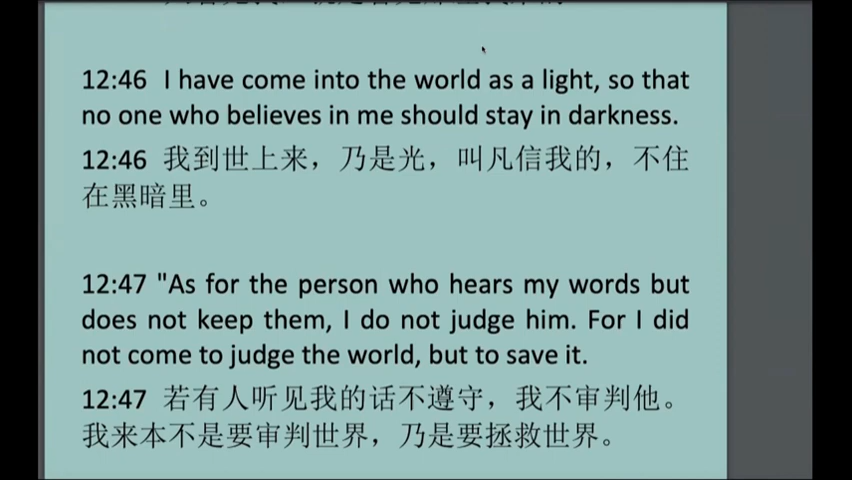 12:46 I have come into the world as a light, so that
no one who believes in me should stay in darkness.
12:46 我到世上来，乃是光，叫凡信我的，不住
在黑暗里。
12:47 "As for the person who hears my words but
does not keep them, I do not judge him. For I did
not come to judge the world, but to save it.
12:47 若有人听见我的话不遵守，我不审判他。
我来本不是要审判世界，乃是要拯救世界。